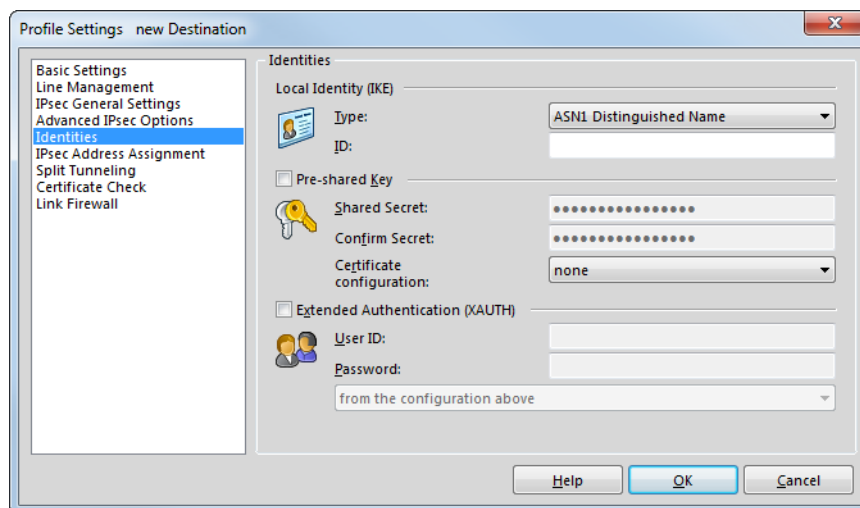 Profile Settings new Destination
Basic Settings
Line Management
IPsec General Settings
Advanced IPsec Options
Identities
IPsec Address Assignment
Split Tunneling
Certificate Check
Link Firewall
Identities
Local Identity (IKE)
Type: ASN1 Distinguished Name
ID:
Pre-shared Key
Shared Secret: ●●●●●●●●●●●●●●●●
Confirm Secret: ●●●●●●●●●●●●●●●●
Certificate
configuration: none
Extended Authentication (XAUTH)
User ID:
Password:
from the configuration above
Help OK Cancel